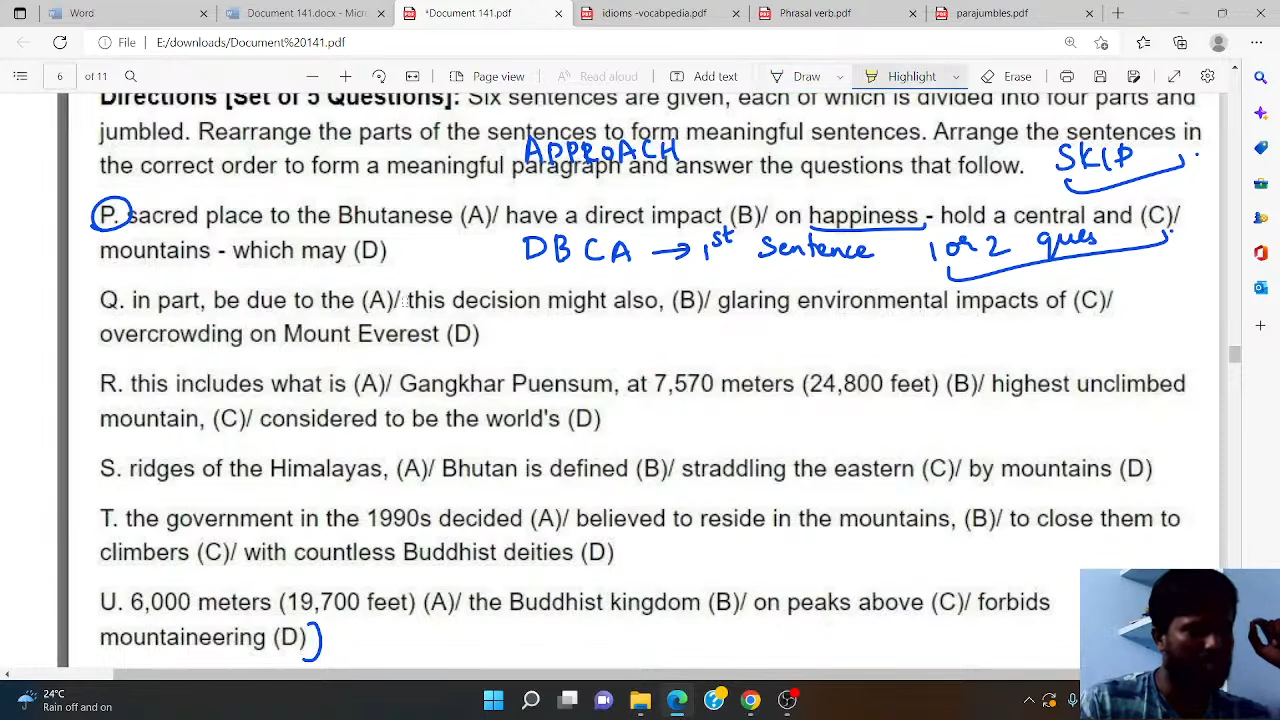 Word
Document 141.docx - Micros
*Document 141.pdf
idioms -vocabpedia.pdf
Phrasal verb.pdf
parajumbles.pdf
File
E:/downloads/Document%20141.pdf
6 of 11
Page view
Read aloud
Add text
Draw
Highlight
Erase
Directions [Set of 5 Questions]: Six sentences are given, each of which is divided into four parts and
jumbled. Rearrange the parts of the sentences to form meaningful sentences. Arrange the sentences in
APPROACH
SKIP
the correct order to form a meaningful paragraph and answer the questions that follow.
P. sacred place to the Bhutanese (A)/ have a direct impact (B)/ on happiness - hold a central and (C)/
mountains - which may (D)
DBCA → 1st Sentence 1 or 2 ques
Q. in part, be due to the (A)/ this decision might also, (B)/ glaring environmental impacts of (C)/
overcrowding on Mount Everest (D)
R. this includes what is (A)/ Gangkhar Puensum, at 7,570 meters (24,800 feet) (B)/ highest unclimbed
mountain, (C)/ considered to be the world's (D)
S. ridges of the Himalayas, (A)/ Bhutan is defined (B)/ straddling the eastern (C)/ by mountains (D)
T. the government in the 1990s decided (A)/ believed to reside in the mountains, (B)/ to close them to
climbers (C)/ with countless Buddhist deities (D)
U. 6,000 meters (19,700 feet) (A)/ the Buddhist kingdom (B)/ on peaks above (C)/ forbids
mountaineering (D)
24°C
Rain off and on